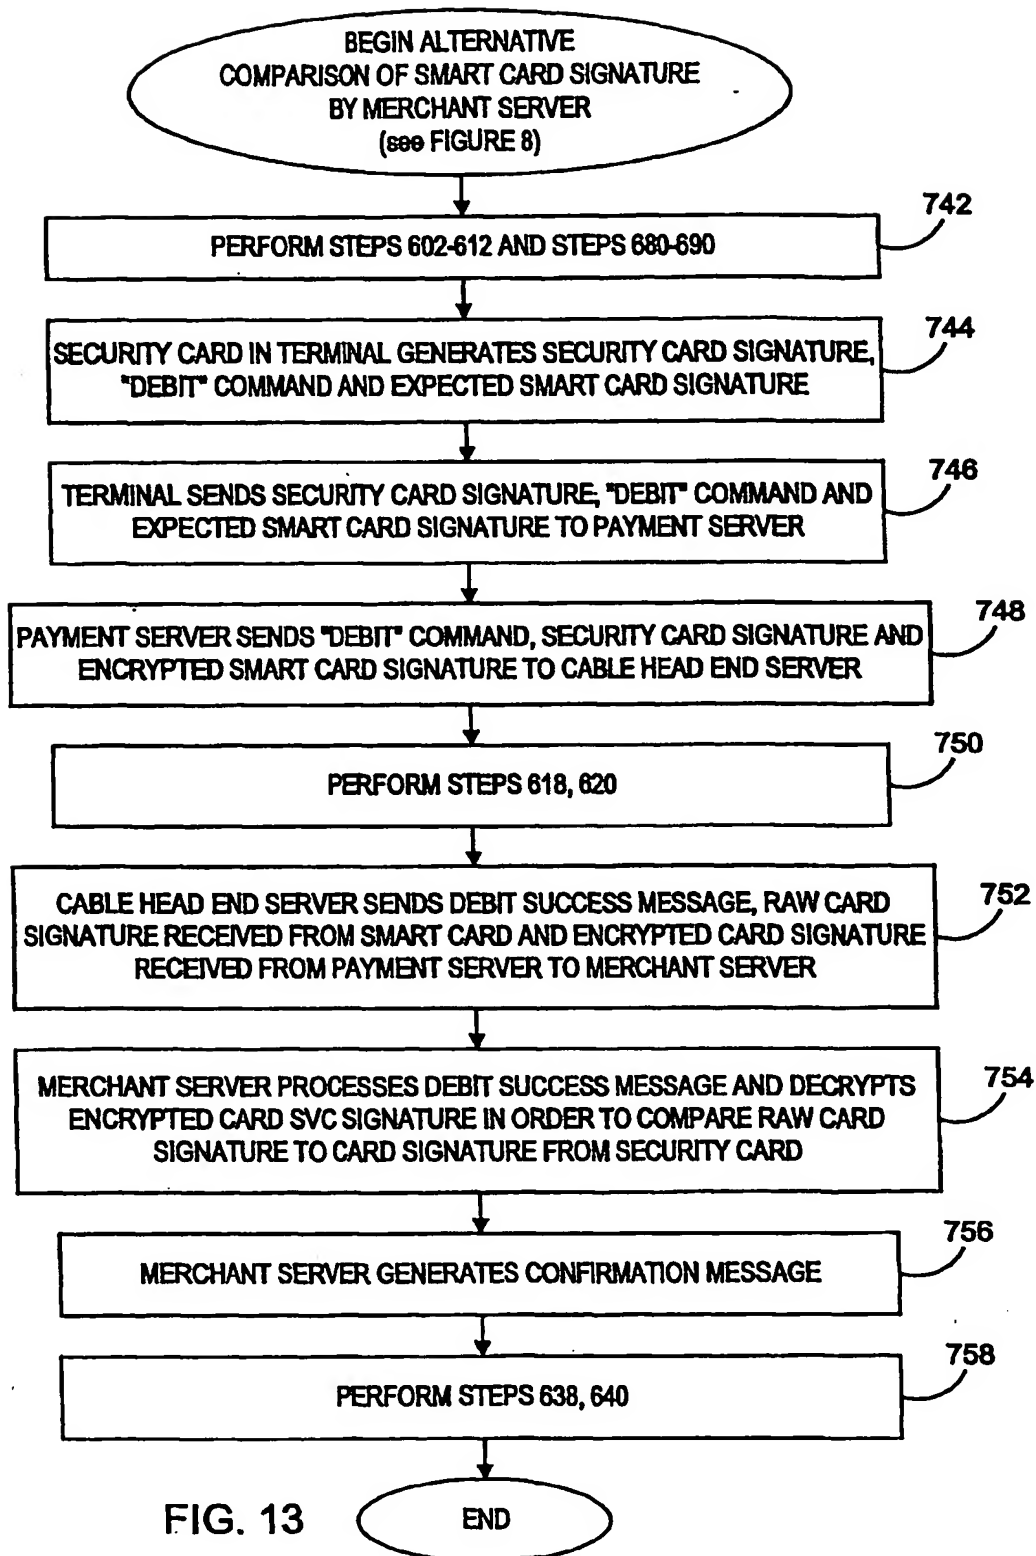 BEGIN ALTERNATIVE
COMPARISON OF SMART CARD SIGNATURE
BY MERCHANT SERVER
(see FIGURE 8)
742
PERFORM STEPS 602-612 AND STEPS 680-690
744
SECURITY CARD IN TERMINAL GENERATES SECURITY CARD SIGNATURE,
"DEBIT" COMMAND AND EXPECTED SMART CARD SIGNATURE
746
TERMINAL SENDS SECURITY CARD SIGNATURE, "DEBIT" COMMAND AND
EXPECTED SMART CARD SIGNATURE TO PAYMENT SERVER
748
PAYMENT SERVER SENDS "DEBIT" COMMAND, SECURITY CARD SIGNATURE AND
ENCRYPTED SMART CARD SIGNATURE TO CABLE HEAD END SERVER
750
PERFORM STEPS 618, 620
752
CABLE HEAD END SERVER SENDS DEBIT SUCCESS MESSAGE, RAW CARD
SIGNATURE RECEIVED FROM SMART CARD AND ENCRYPTED CARD SIGNATURE
RECEIVED FROM PAYMENT SERVER TO MERCHANT SERVER
754
MERCHANT SERVER PROCESSES DEBIT SUCCESS MESSAGE AND DECRYPTS
ENCRYPTED CARD SVC SIGNATURE IN ORDER TO COMPARE RAW CARD
SIGNATURE TO CARD SIGNATURE FROM SECURITY CARD
756
MERCHANT SERVER GENERATES CONFIRMATION MESSAGE
758
PERFORM STEPS 638, 640
END
FIG. 13